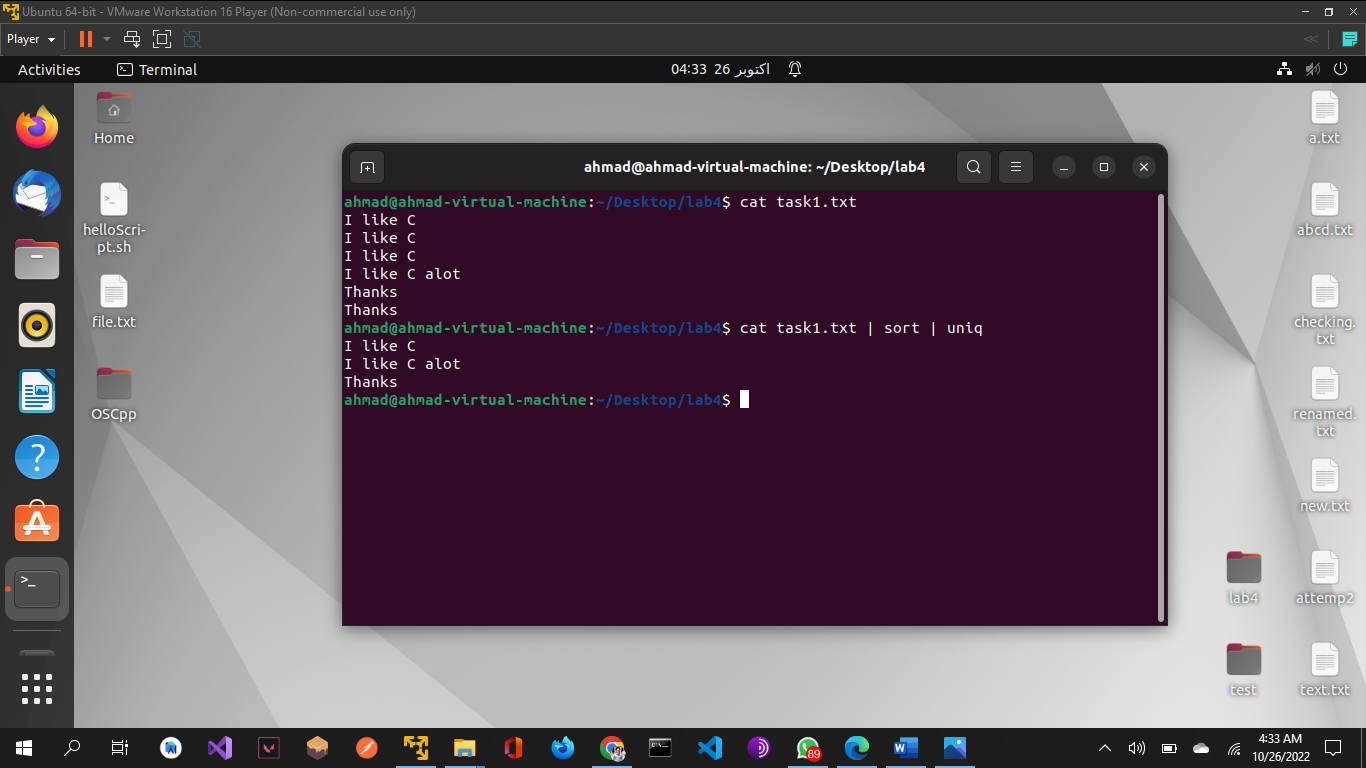 Ubuntu 64-bit - VMware Workstation 16 Player (Non-commercial use only)
Player
Activities
Terminal
04:33 26 اکتوبر
Home
helloScri-
pt.sh
file.txt
OSCpp
a.txt
abcd.txt
checking.
txt
renamed.
txt
new.txt
lab4
attemp2
test
text.txt
ahmad@ahmad-virtual-machine: ~/Desktop/lab4
ahmad@ahmad-virtual-machine:~/Desktop/lab4$ cat task1.txt
I like C
I like C
I like C
I like C alot
Thanks
Thanks
ahmad@ahmad-virtual-machine:~/Desktop/lab4$ cat task1.txt | sort | uniq
I like C
I like C alot
Thanks
ahmad@ahmad-virtual-machine:~/Desktop/lab4$
89
4:33 AM
10/26/2022